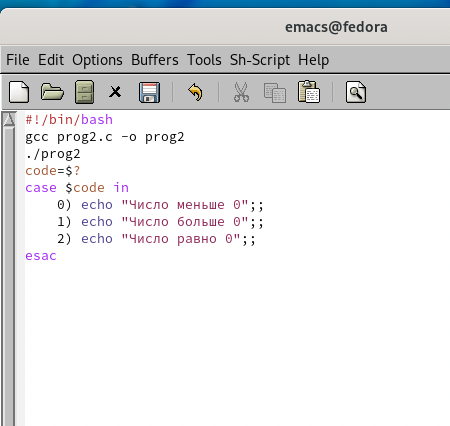 emacs@fedora
File Edit Options Buffers Tools Sh-Script Help
#!/bin/bash
gcc prog2.c -o prog2
./prog2
code=$?
case $code in
    0) echo "Число меньше 0";;
    1) echo "Число больше 0";;
    2) echo "Число равно 0";;
esac